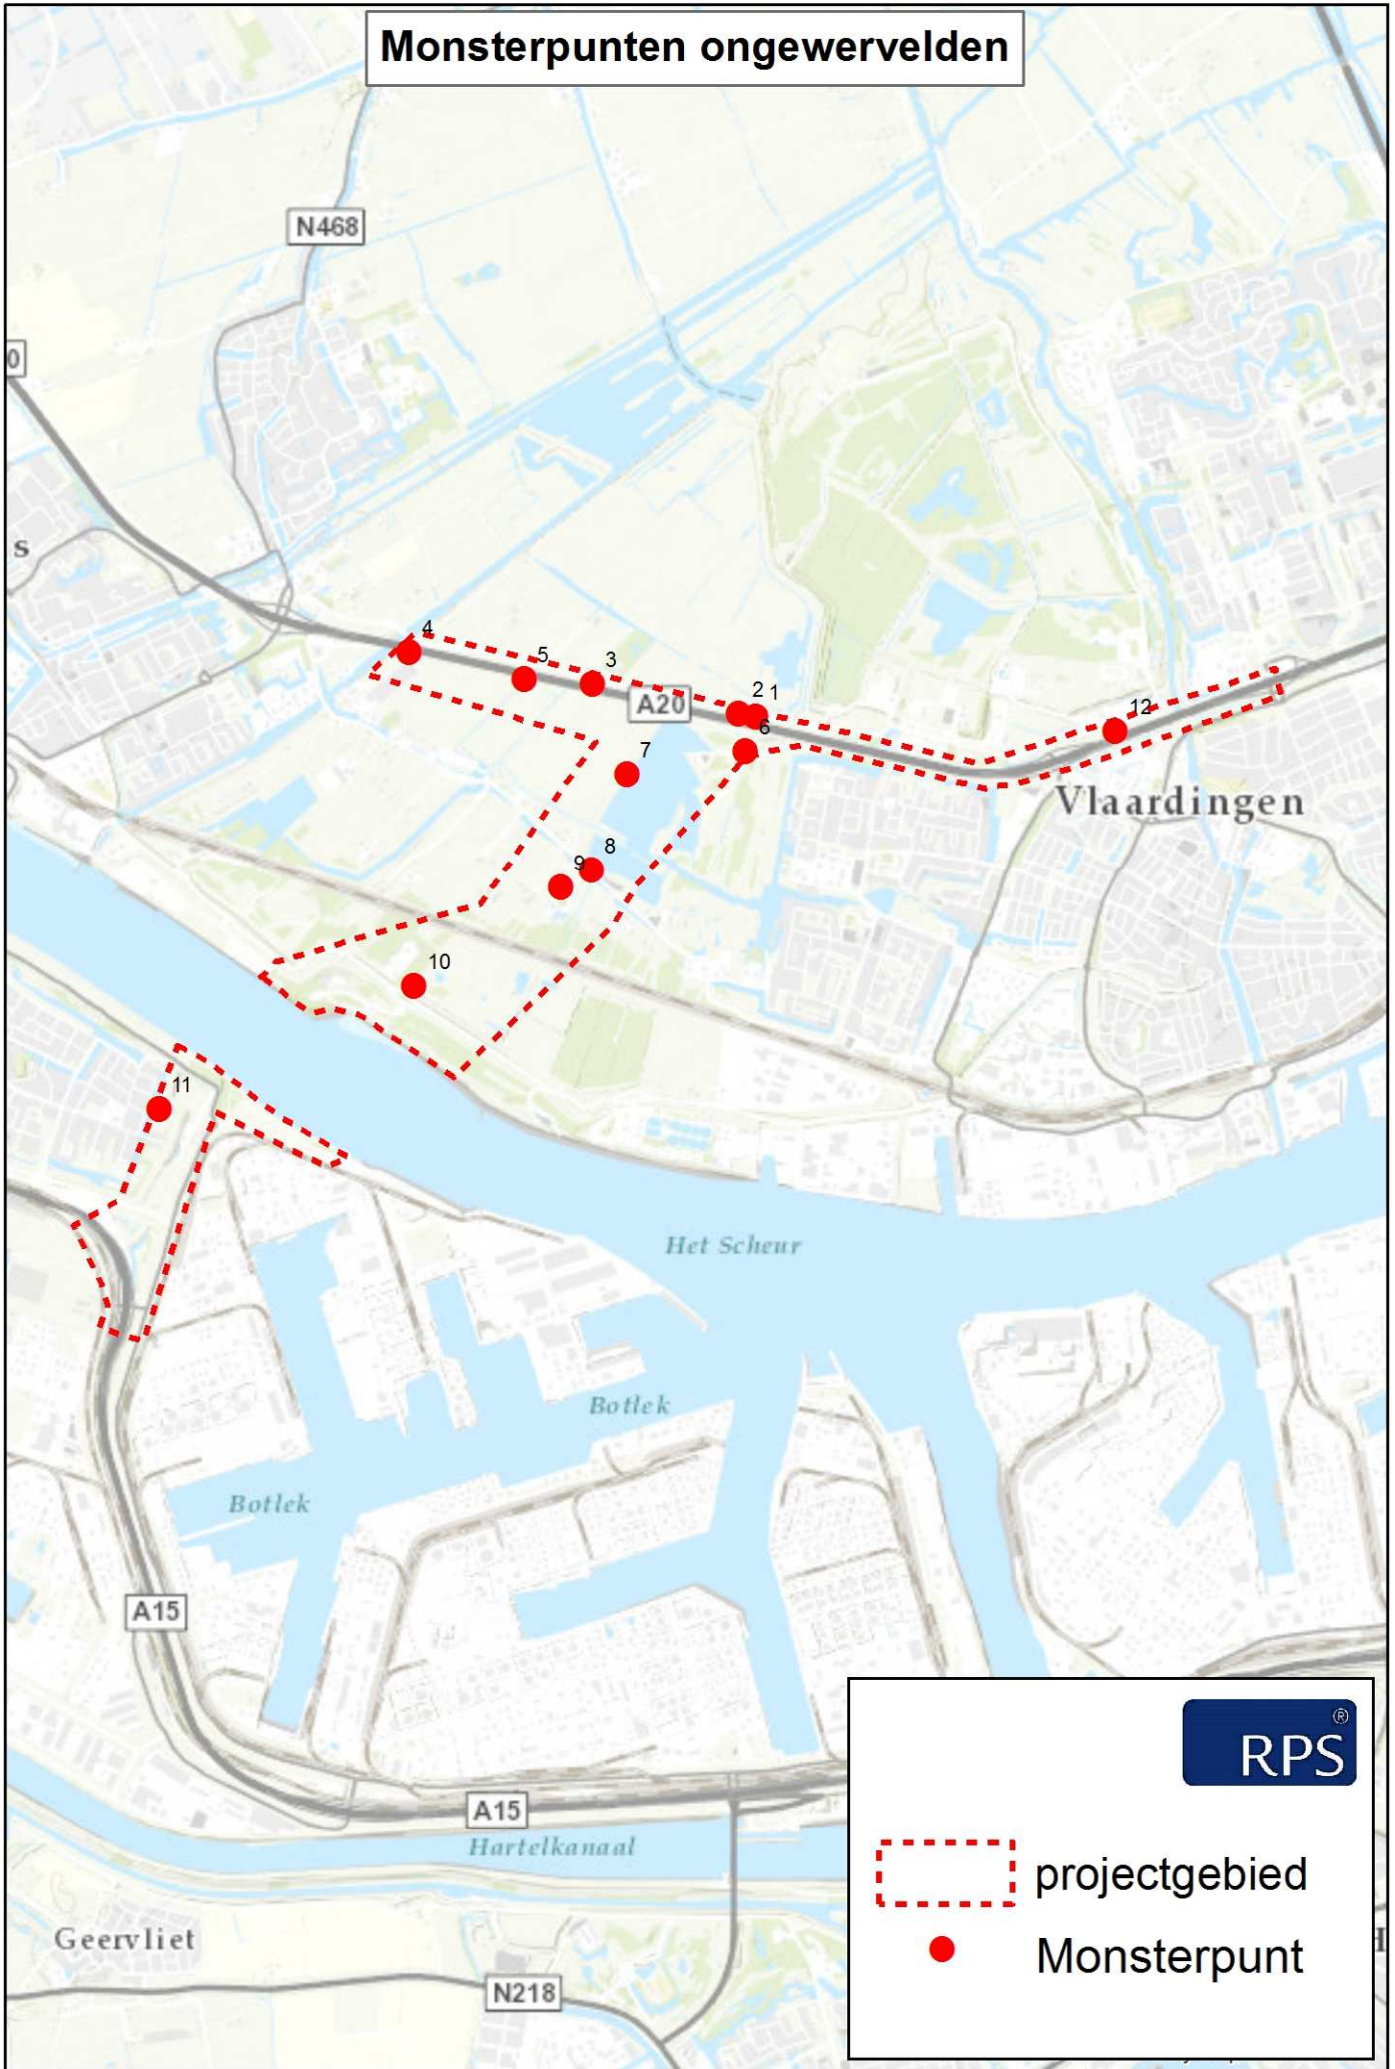 Monsterpunten ongewervelden
N468
0
s
4
5
3
A20
2 1
6
12
7
Vlaardingen
8
9
10
11
Het Scheur
Botlek
Botlek
A15
A15
Hartelkanaal
Geervliet
N218
RPS®
projectgebied
Monsterpunt